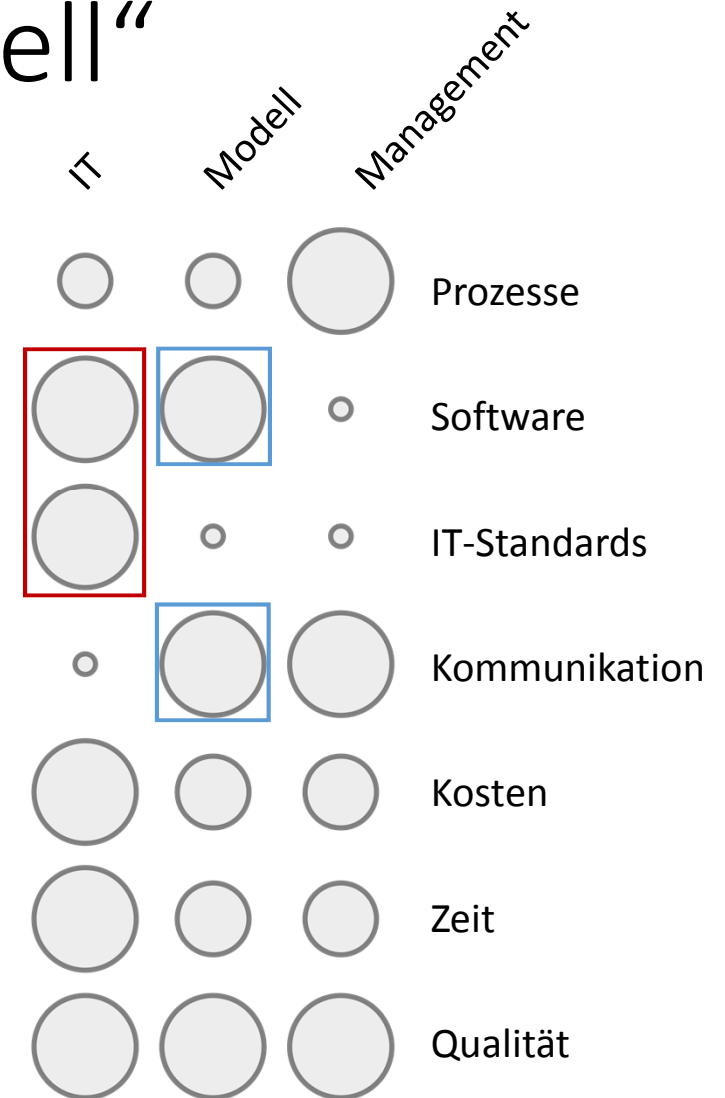 ell“
IT
Modell
Management
Prozesse
Software
IT-Standards
Kommunikation
Kosten
Zeit
Qualität